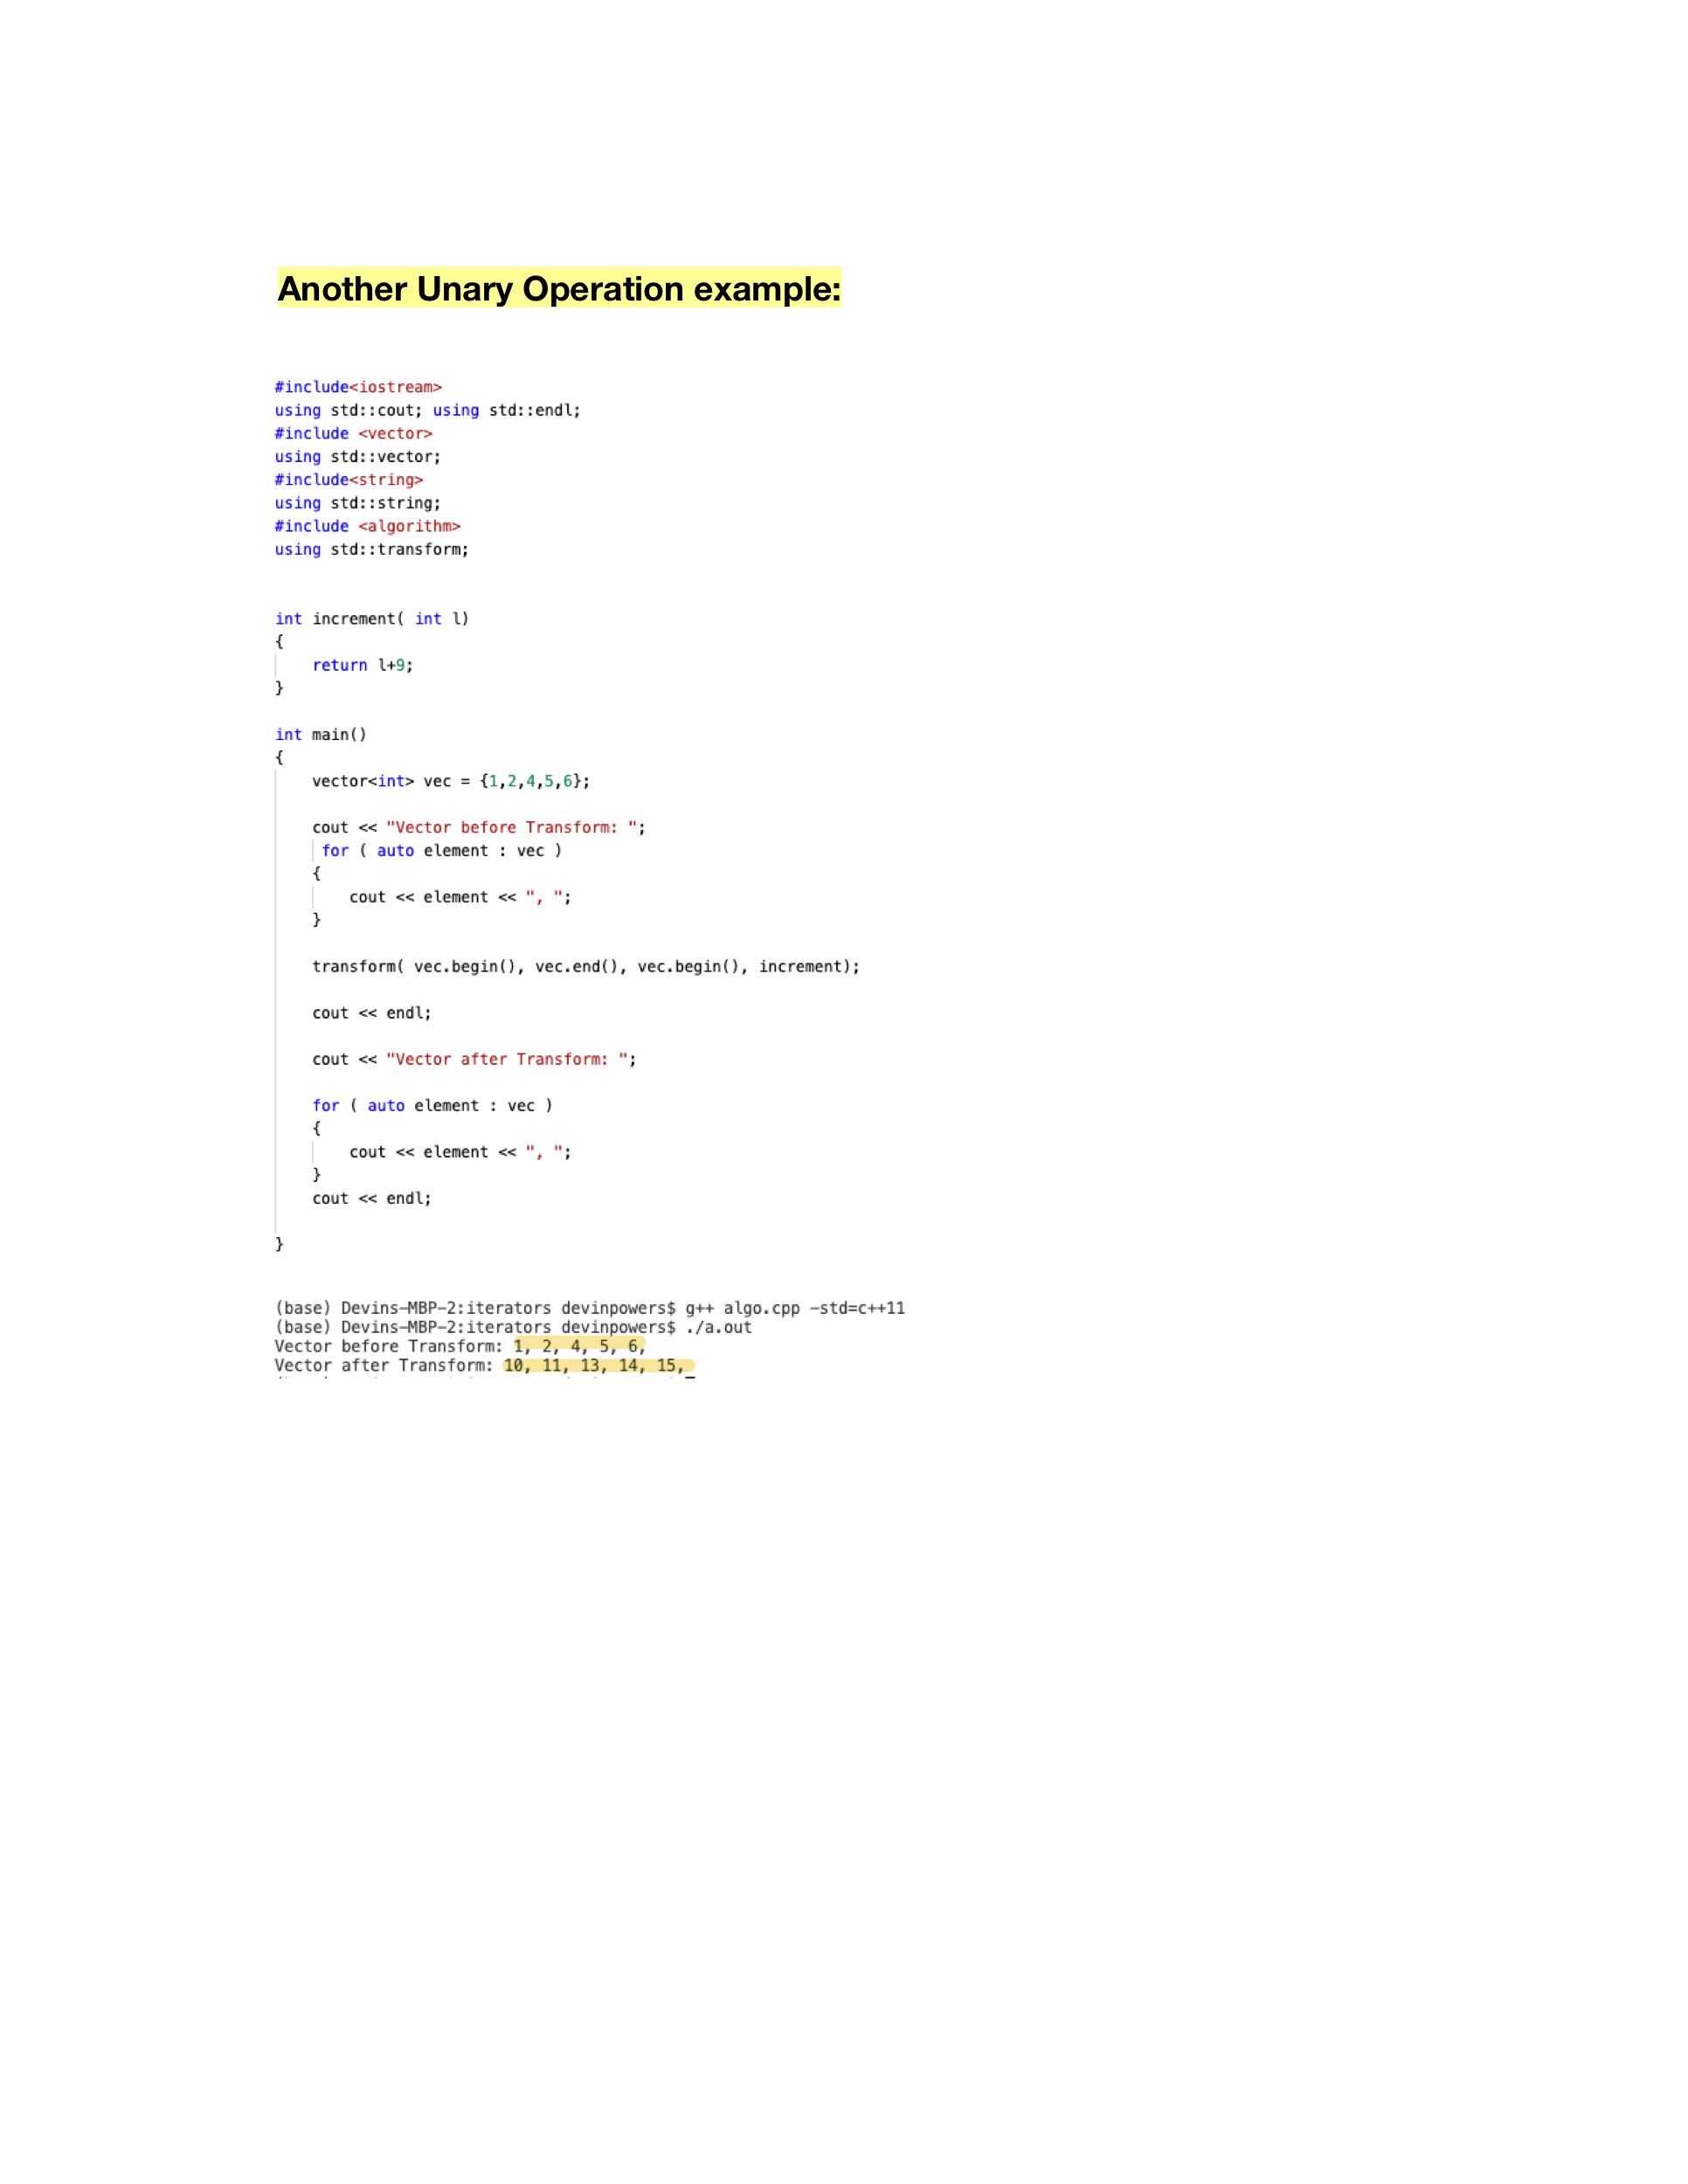 Another Unary Operation example:
#include<iostream>
using std::cout; using std::endl;
#include <vector>
using std::vector;
#include<string>
using std::string;
#include <algorithm>
using std::transform;
int increment( int l)
{
    return l+9;
}
int main()
{
    vector<int> vec = {1,2,4,5,6};
    cout << "Vector before Transform: ";
     for ( auto element : vec )
    {
        cout << element << ", ";
    }
    transform( vec.begin(), vec.end(), vec.begin(), increment);
    cout << endl;
    cout << "Vector after Transform: ";
    for ( auto element : vec )
    {
        cout << element << ", ";
    }
    cout << endl;
}
(base) Devins-MBP-2:iterators devinpowers$ g++ algo.cpp -std=c++11
(base) Devins-MBP-2:iterators devinpowers$ ./a.out
Vector before Transform: 1, 2, 4, 5, 6,
Vector after Transform: 10, 11, 13, 14, 15,